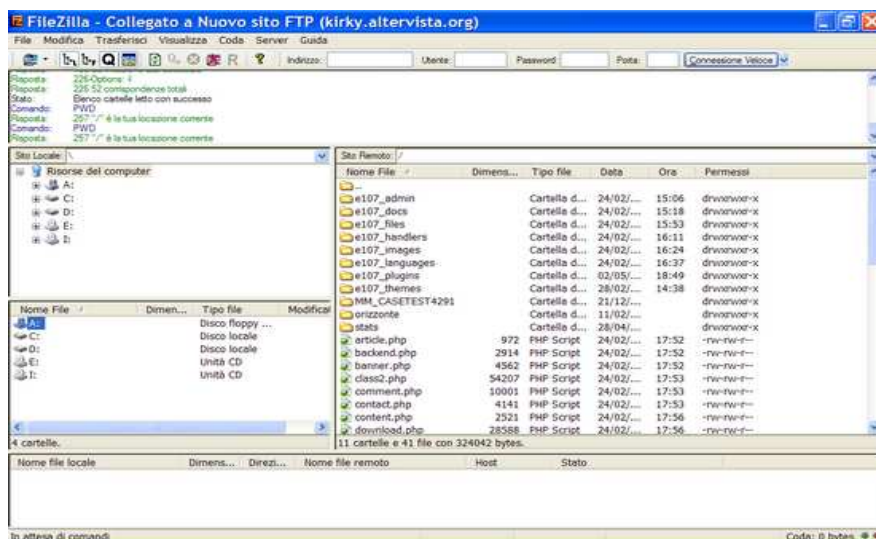 FileZilla - Collegato a Nuovo sito FTP (kirky.altervista.org)
File Modifica Trasferisci Visualizza Coda Server Guida
Indirizzo: Utente: Password: Porta: Connessione Veloce
Risposta: 226-Options: -l
Risposta: 226 52 corrispondenze totali
Stato: Elenco cartelle letto con successo
Comando: PWD
Risposta: 257 "/" è la tua locazione corrente
Comando: PWD
Risposta: 257 "/" è la tua locazione corrente
Sito Locale: \
Risorse del computer
A:
C:
D:
E:
I:
Nome File Dimen... Tipo file Modificat
A: Disco floppy ...
C: Disco locale
D: Disco locale
E: Unità CD
I: Unità CD
4 cartelle.
Sito Remoto: /
Nome File Dimens... Tipo file Data Ora Permessi
..
e107_admin Cartella d... 24/02/... 15:06 drwxrwxr-x
e107_docs Cartella d... 24/02/... 15:18 drwxrwxr-x
e107_files Cartella d... 24/02/... 15:53 drwxrwxr-x
e107_handlers Cartella d... 24/02/... 16:11 drwxrwxr-x
e107_images Cartella d... 24/02/... 16:24 drwxrwxr-x
e107_languages Cartella d... 24/02/... 16:37 drwxrwxr-x
e107_plugins Cartella d... 02/05/... 18:49 drwxrwxr-x
e107_themes Cartella d... 28/02/... 14:38 drwxrwxr-x
MM_CASETEST4291 Cartella d... 21/12/... drwxrwxr-x
orizzonte Cartella d... 11/02/... drwxrwxr-x
stats Cartella d... 28/04/... drwxrwxr-x
article.php 972 PHP Script 24/02/... 17:52 -rw-rw-r--
backend.php 2914 PHP Script 24/02/... 17:52 -rw-rw-r--
banner.php 4562 PHP Script 24/02/... 17:52 -rw-rw-r--
class2.php 54207 PHP Script 24/02/... 17:53 -rw-rw-r--
comment.php 10001 PHP Script 24/02/... 17:53 -rw-rw-r--
contact.php 4141 PHP Script 24/02/... 17:53 -rw-rw-r--
content.php 2521 PHP Script 24/02/... 17:56 -rw-rw-r--
download.php 28588 PHP Script 24/02/... 17:56 -rw-rw-r--
11 cartelle e 41 file con 324042 bytes.
Nome file locale Dimens... Direzi... Nome file remoto Host Stato
In attesa di comandi Coda: 0 bytes